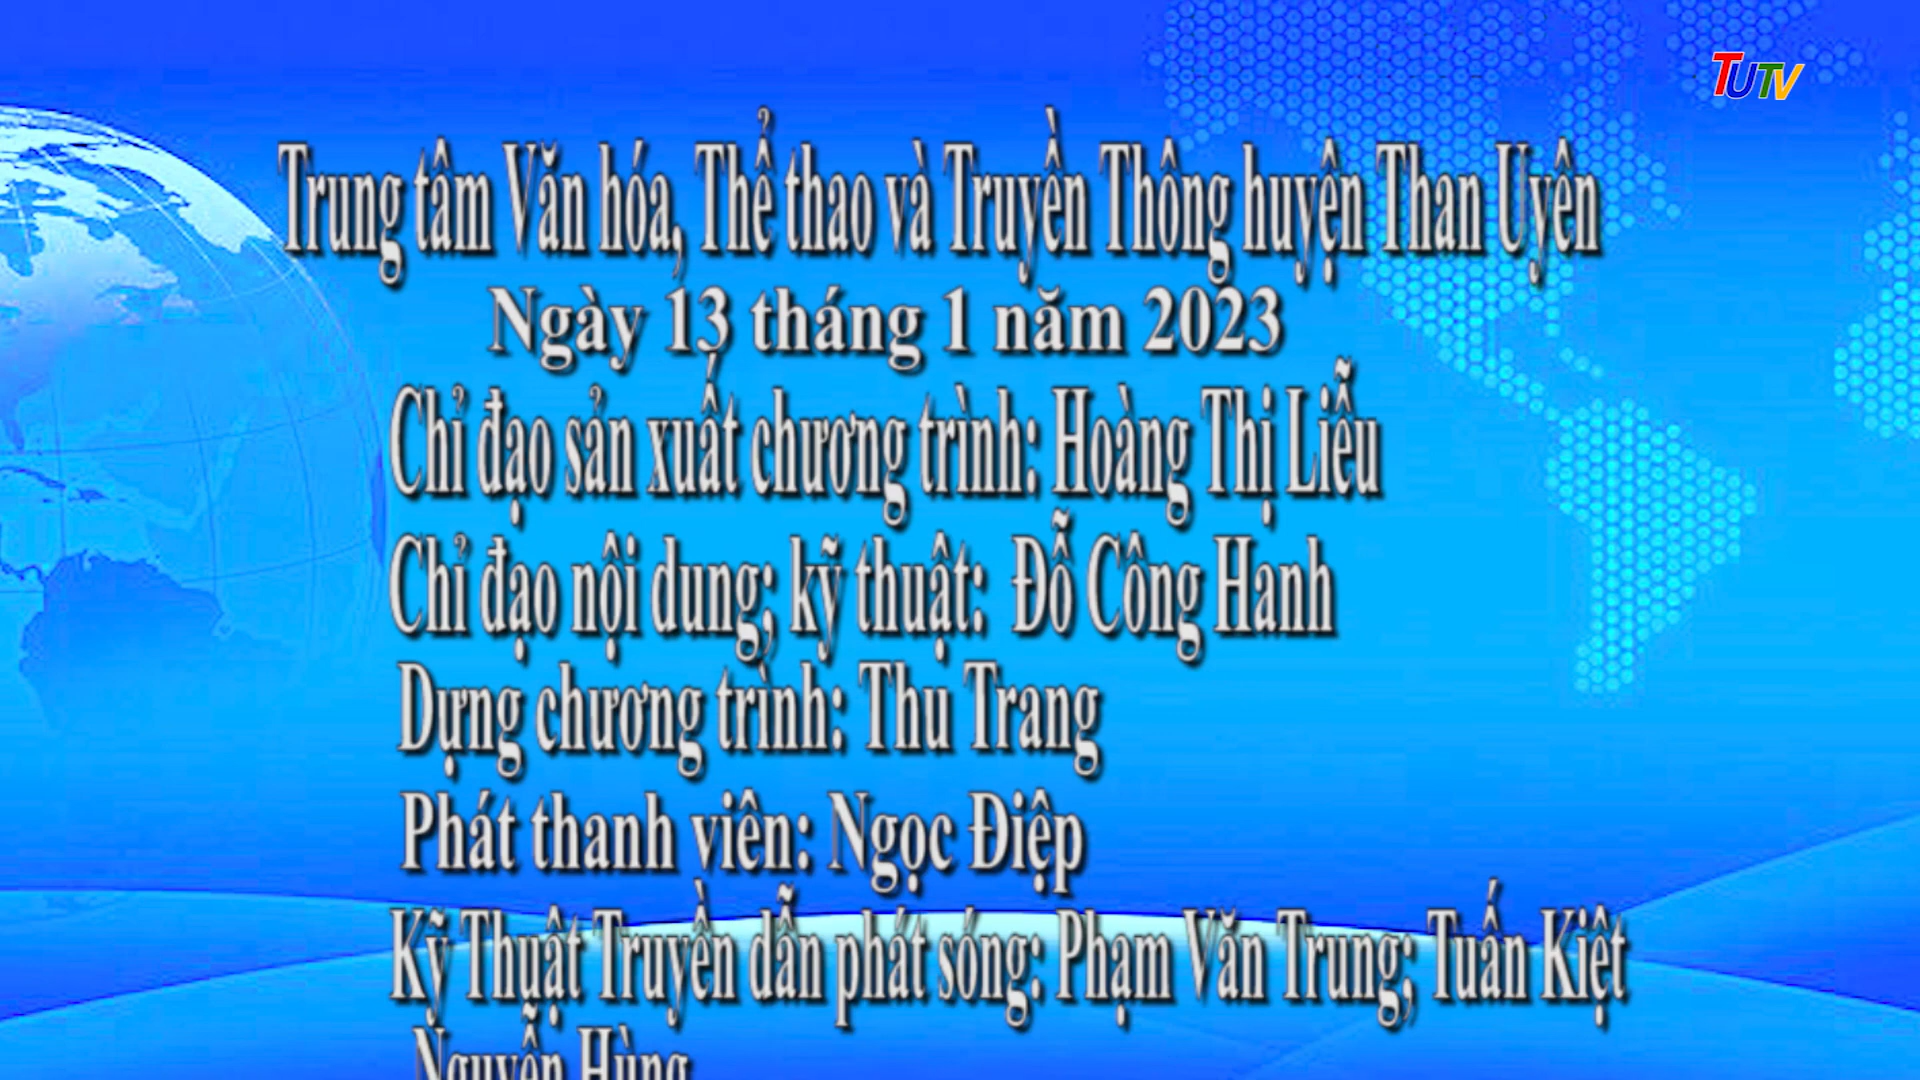 TUTV
Trung tâm Văn hóa, Thể thao và Truyền Thông huyện Than Uyên
Ngày 13 tháng 1 năm 2023
Chỉ đạo sản xuất chương trình: Hoàng Thị Liễu
Chỉ đạo nội dung; kỹ thuật: Đỗ Công Hanh
Dựng chương trình: Thu Trang
Phát thanh viên: Ngọc Điệp
Kỹ Thuật Truyền dẫn phát sóng: Phạm Văn Trung; Tuấn Kiệt
Nguyễn Hùng